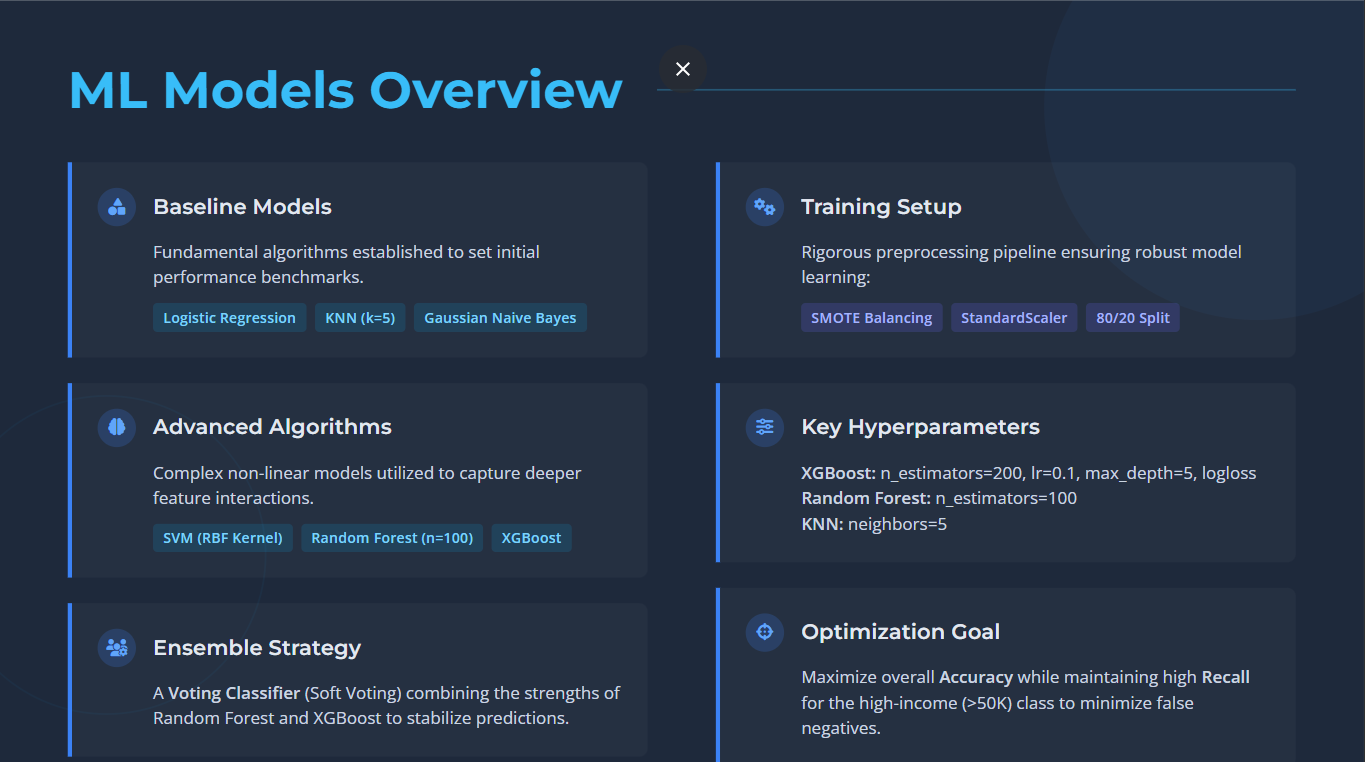 ML Models Overview
Baseline Models
Fundamental algorithms established to set initial
performance benchmarks.
Logistic Regression KNN (k=5) Gaussian Naive Bayes
Advanced Algorithms
Complex non-linear models utilized to capture deeper
feature interactions.
SVM (RBF Kernel) Random Forest (n=100) XGBoost
Ensemble Strategy
A Voting Classifier (Soft Voting) combining the strengths of
Random Forest and XGBoost to stabilize predictions.
Training Setup
Rigorous preprocessing pipeline ensuring robust model
learning:
SMOTE Balancing StandardScaler 80/20 Split
Key Hyperparameters
XGBoost: n_estimators=200, lr=0.1, max_depth=5, logloss
Random Forest: n_estimators=100
KNN: neighbors=5
Optimization Goal
Maximize overall Accuracy while maintaining high Recall
for the high-income (>50K) class to minimize false
negatives.